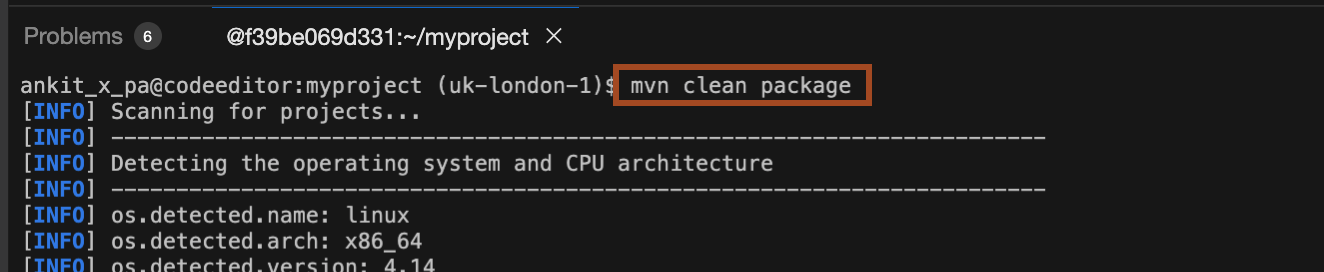 Problems 6 @f39be069d331:~/myproject ×
ankit_x_pa@codeeditor:myproject (uk-london-1)$ mvn clean package
[INFO] Scanning for projects...
[INFO] ------------------------------------------------------------------------
[INFO] Detecting the operating system and CPU architecture
[INFO] ------------------------------------------------------------------------
[INFO] os.detected.name: linux
[INFO] os.detected.arch: x86_64
[INFO] os.detected.version: 4.14